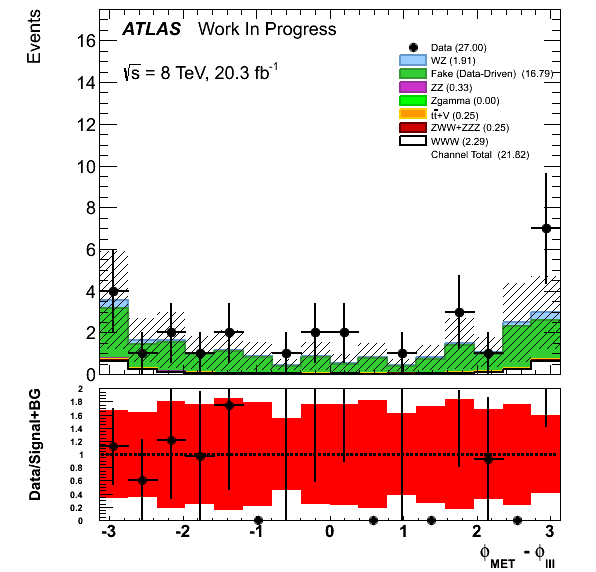 Events
ATLAS Work In Progress
√s = 8 TeV, 20.3 fb⁻¹
Data (27.00)
WZ (1.91)
Fake (Data-Driven) (16.79)
ZZ (0.33)
Zgamma (0.00)
tt̄+V (0.25)
ZWW+ZZZ (0.25)
WWW (2.29)
Channel Total (21.82)
16
14
12
10
8
6
4
2
0
Data/Signal+BG
2
1.8
1.6
1.4
1.2
1
0.8
0.6
0.4
0.2
0
-3 -2 -1 0 1 2 3
ϕMET - ϕlll